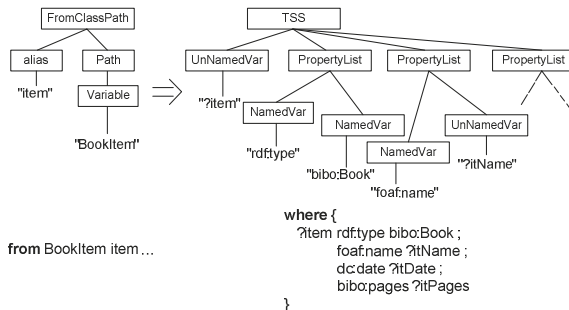 FromClassPath TSS
alias Path UnNamedVar PropertyList PropertyList PropertyList
"item" Variable "?item" NamedVar NamedVar NamedVar UnNamedVar
"BookItem" "rdf:type" "bibo:Book" "foaf:name" "?itName"
from BookItem item ...
where {
?item rdf:type bibo:Book ;
foaf:name ?itName ;
dc:date ?itDate ;
bibo:pages ?itPages
}